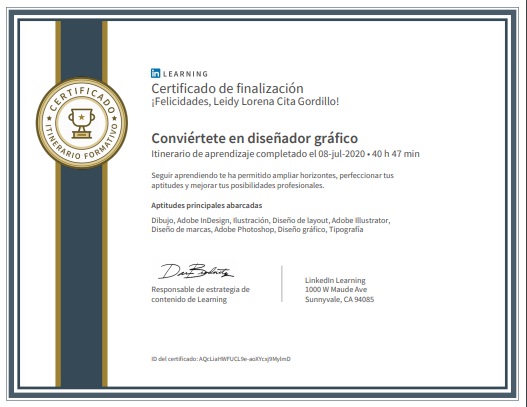 in LEARNING
Certificado de finalización
¡Felicidades, Leidy Lorena Cita Gordillo!
CERTIFICADO
ITINERARIO FORMATIVO
Conviértete en diseñador gráfico
Itinerario de aprendizaje completado el 08-jul-2020 • 40 h 47 min
Seguir aprendiendo te ha permitido ampliar horizontes, perfeccionar tus
aptitudes y mejorar tus posibilidades profesionales.
Aptitudes principales abarcadas
Dibujo, Adobe InDesign, Ilustración, Diseño de layout, Adobe Illustrator,
Diseño de marcas, Adobe Photoshop, Diseño gráfico, Tipografía
Responsable de estrategia de
contenido de Learning
LinkedIn Learning
1000 W Maude Ave
Sunnyvale, CA 94085
ID del certificado: